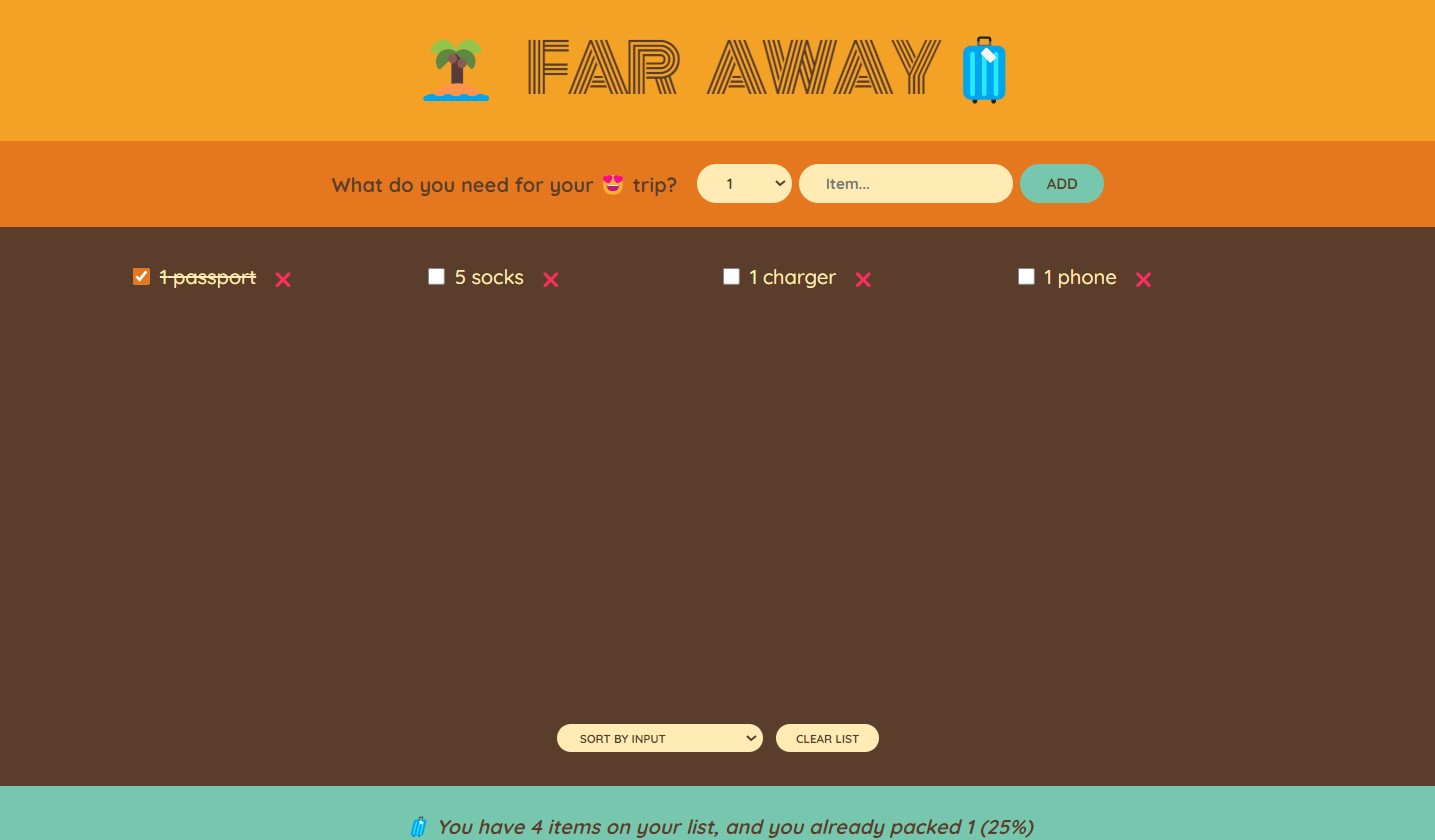 FAR AWAY
What do you need for your 😍 trip? 1 Item... ADD
1 passport ❌ 5 socks ❌ 1 charger ❌ 1 phone ❌
SORT BY INPUT CLEAR LIST
You have 4 items on your list, and you already packed 1 (25%)